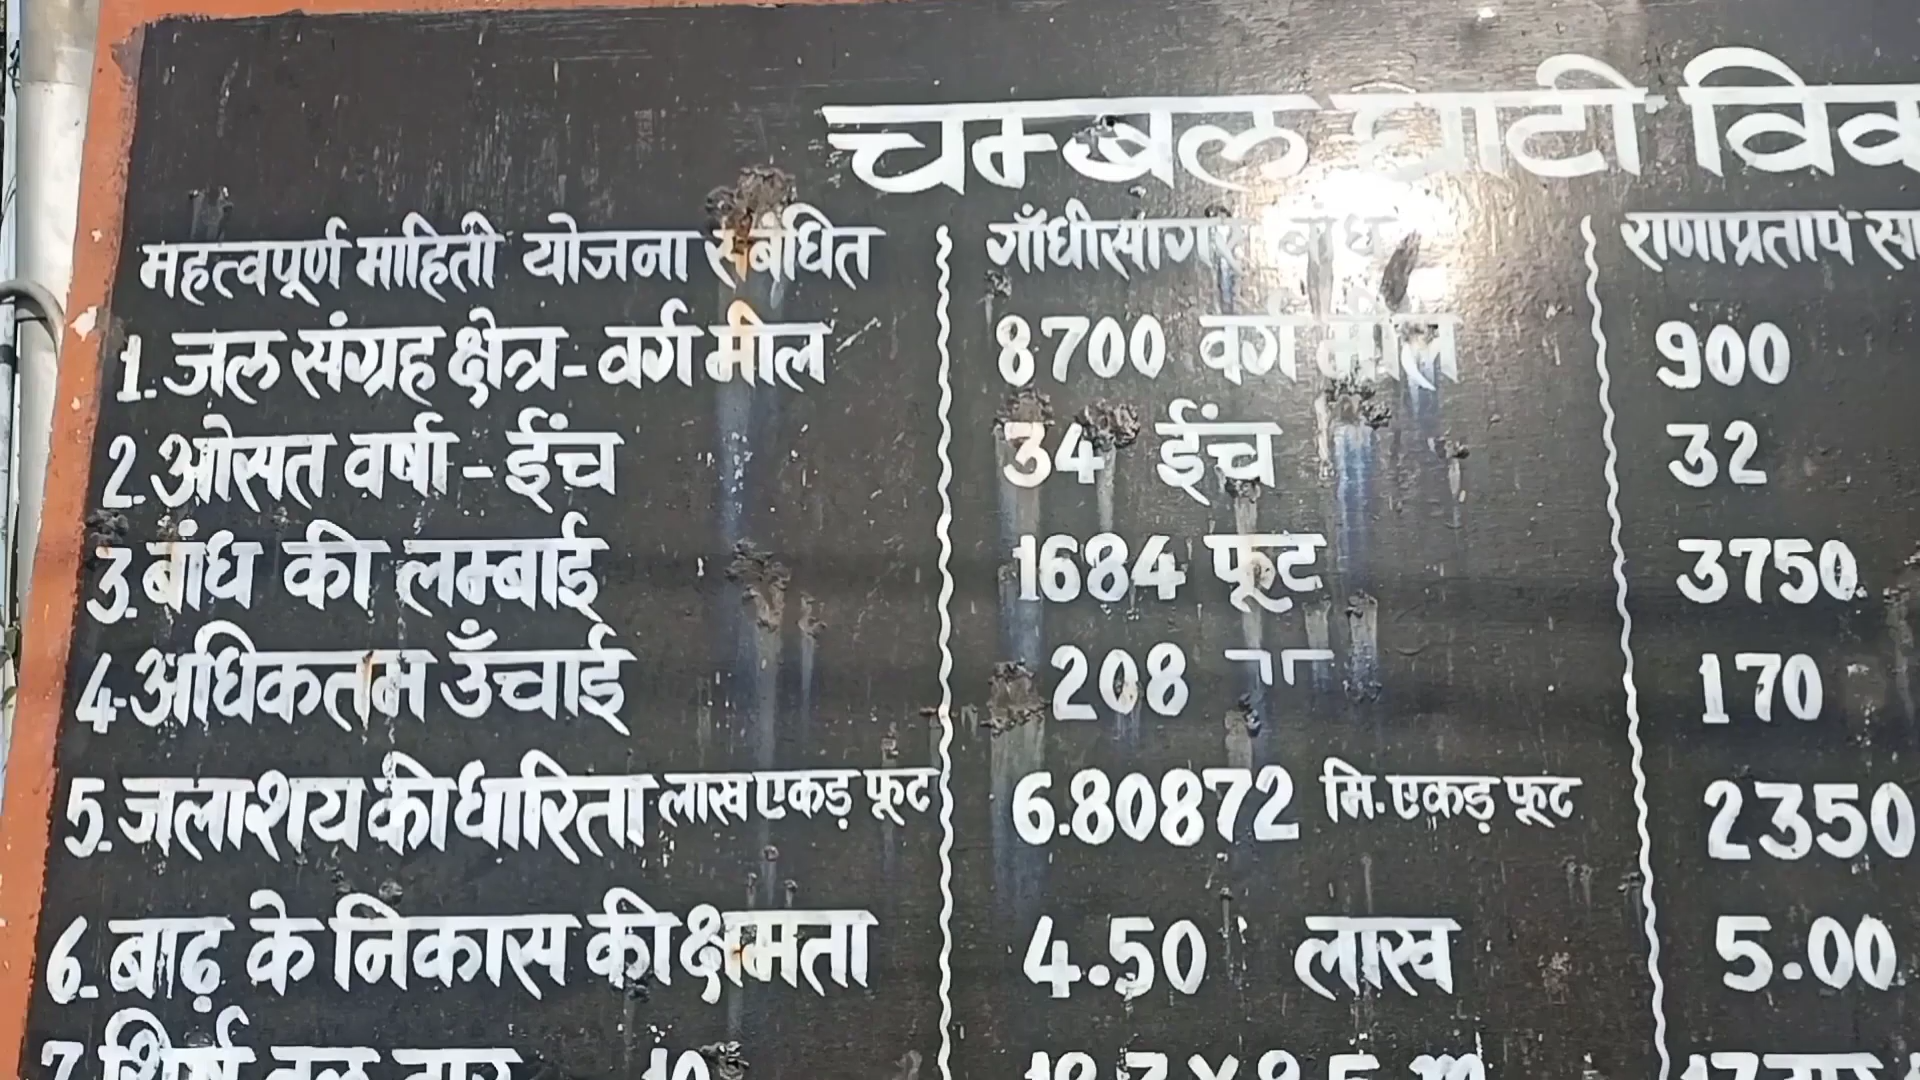 चम्बल घाटी
महत्वपूर्ण माहिती योजना संबंधित गाँधीसागर बांध राणाप्रताप
1. जल संग्रह क्षेत्र - वर्ग मील 8700 वर्ग मील 900
2. ओसत वर्षा - ईंच 34 ईंच 32
3. बांध की लम्बाई 1684 फूट 3750
4. अधिकतम उँचाई 208 170
5. जलाशय की धारिता लाख एकड़ फूट 6.80872 मि. एकड़ फूट 2350
6. बाढ़ के निकास की क्षमता 4.50 लाख 5.00